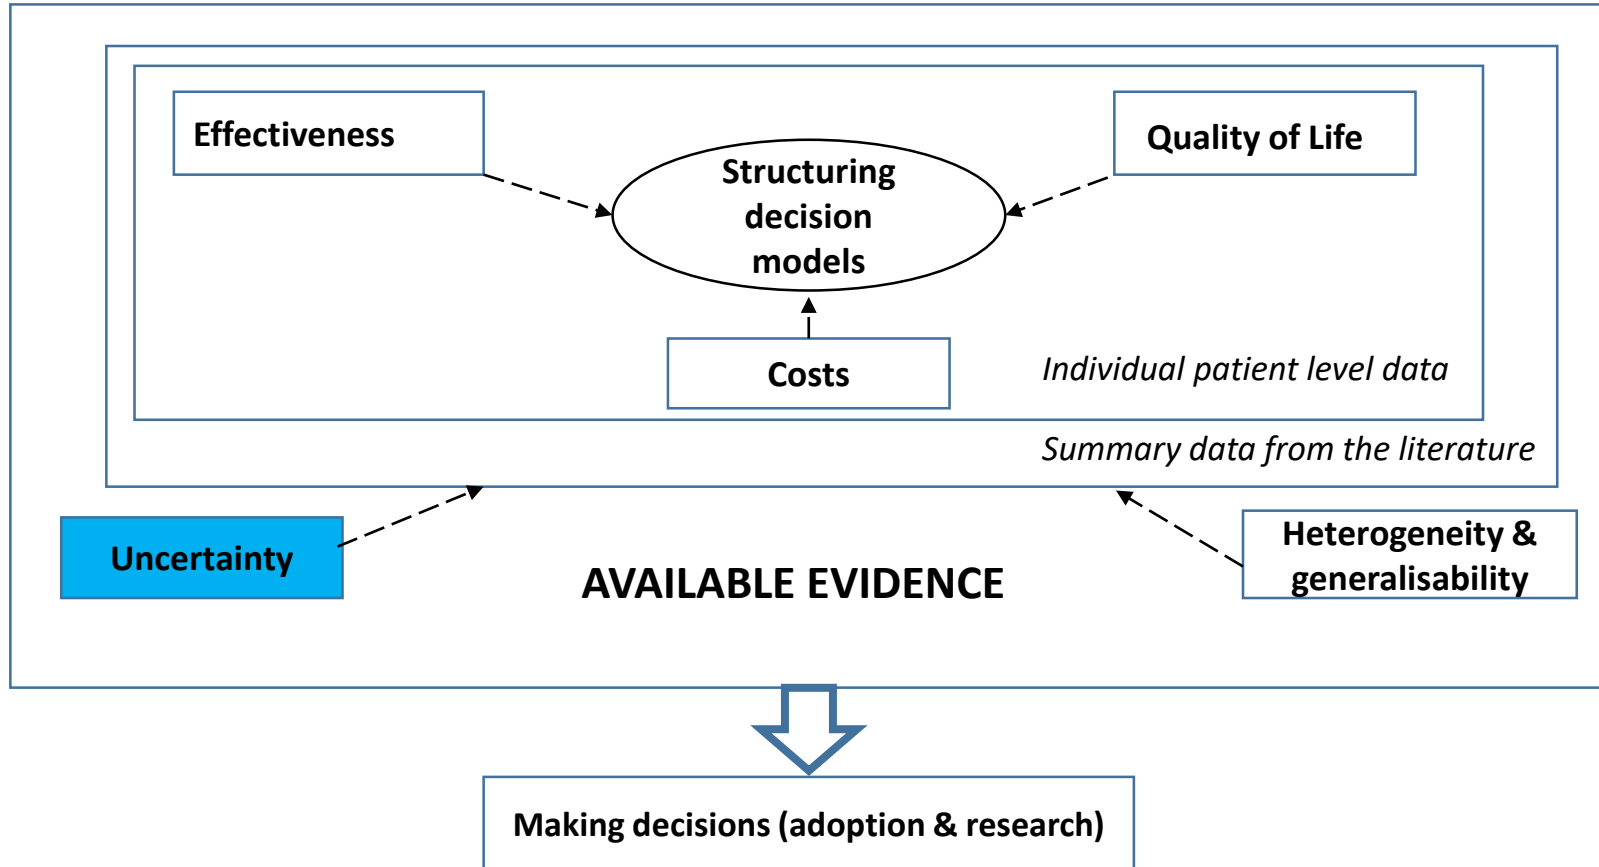 Effectiveness
Quality of Life
Structuring
decision
models
Costs
Individual patient level data
Summary data from the literature
Uncertainty
Heterogeneity &
generalisability
AVAILABLE EVIDENCE
Making decisions (adoption & research)